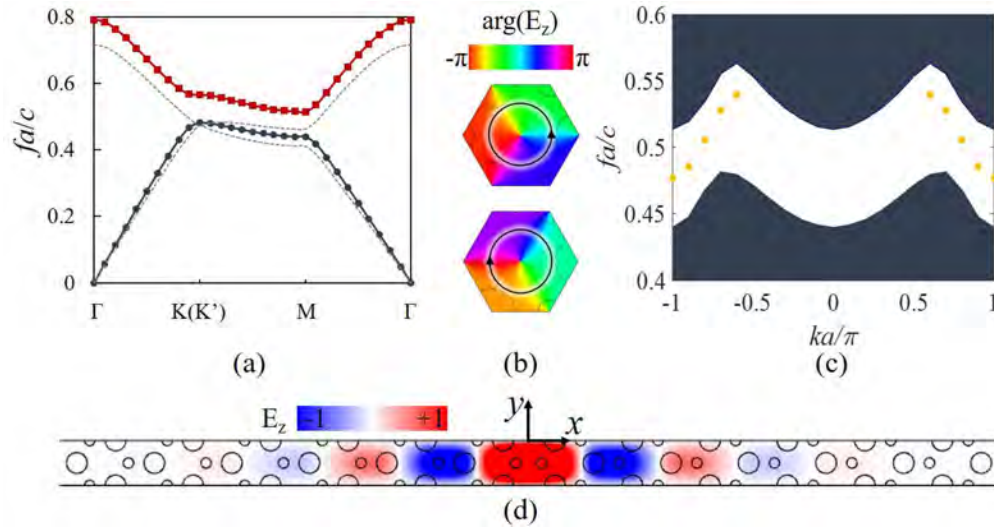 0.8
0.6
0.4
0.2
0
fa/c
Γ
K(K’)
M
Γ
(a)
arg(E_z)
-π
π
(b)
0.6
0.55
0.5
0.45
0.4
fa/c
-1
-0.5
0
0.5
1
ka/π
(c)
E_z
-1
+1
y
x
(d)